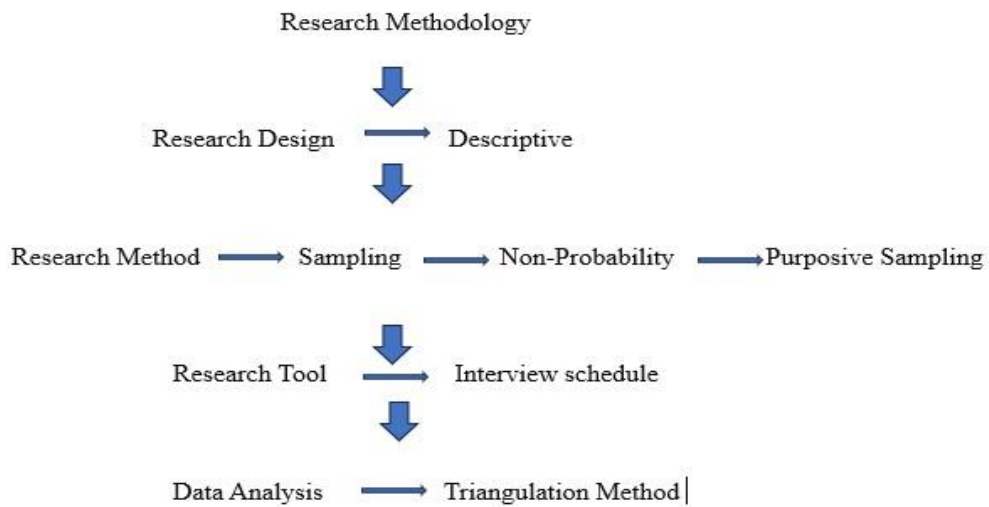 Research Methodology
Research Design Descriptive
Research Method Sampling Non-Probability Purposive Sampling
Research Tool Interview schedule
Data Analysis Triangulation Method